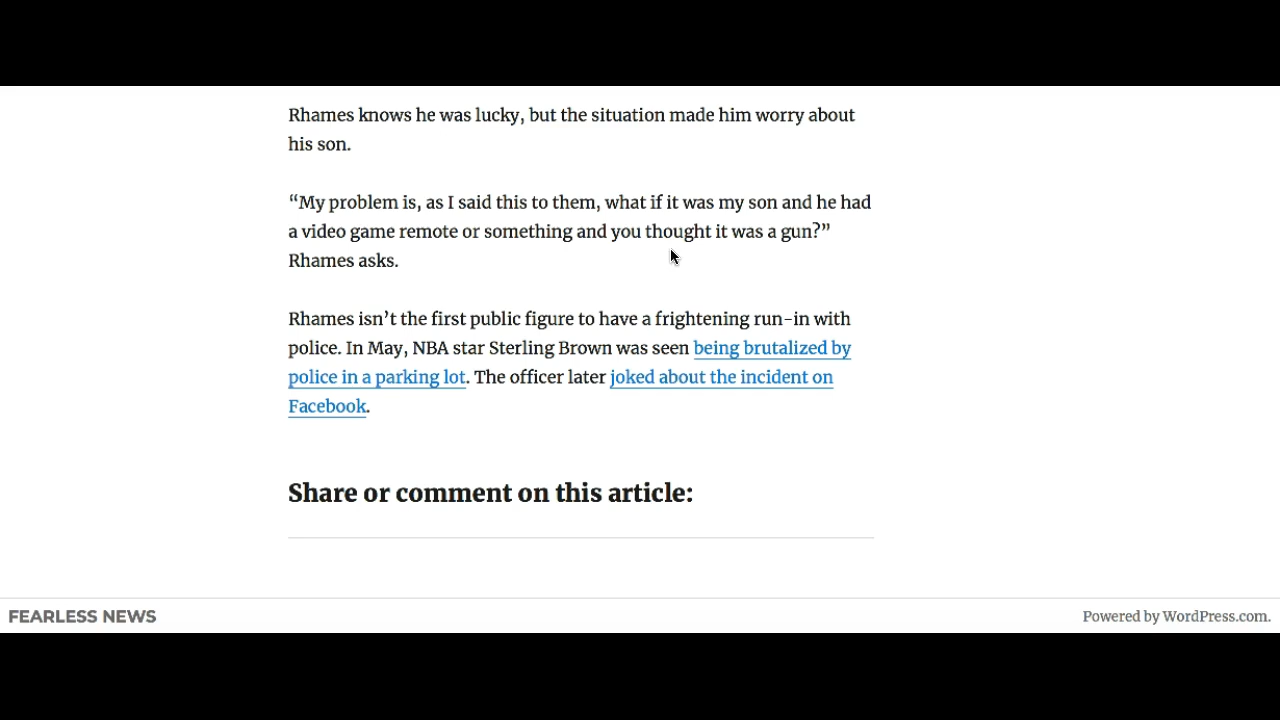 Rhames knows he was lucky, but the situation made him worry about
his son.
“My problem is, as I said this to them, what if it was my son and he had
a video game remote or something and you thought it was a gun?”
Rhames asks.
Rhames isn’t the first public figure to have a frightening run-in with
police. In May, NBA star Sterling Brown was seen being brutalized by
police in a parking lot. The officer later joked about the incident on
Facebook.
Share or comment on this article:
FEARLESS NEWS
Powered by WordPress.com.